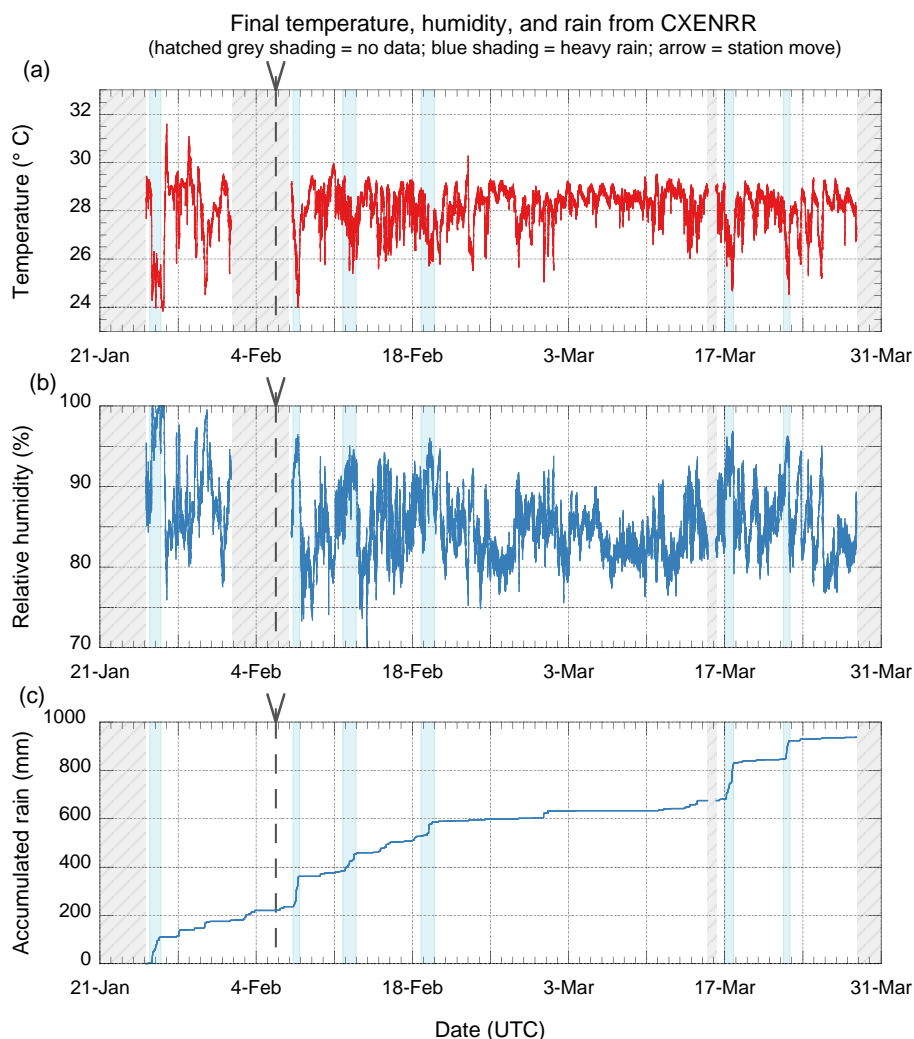 Final temperature, humidity, and rain from CXENRR
(hatched grey shading = no data; blue shading = heavy rain; arrow = station move)
(a)
Temperature (° C)
32
30
28
26
24
21-Jan 4-Feb 18-Feb 3-Mar 17-Mar 31-Mar
(b)
Relative humidity (%)
100
90
80
70
21-Jan 4-Feb 18-Feb 3-Mar 17-Mar 31-Mar
(c)
Accumulated rain (mm)
1000
800
600
400
200
0
21-Jan 4-Feb 18-Feb 3-Mar 17-Mar 31-Mar
Date (UTC)